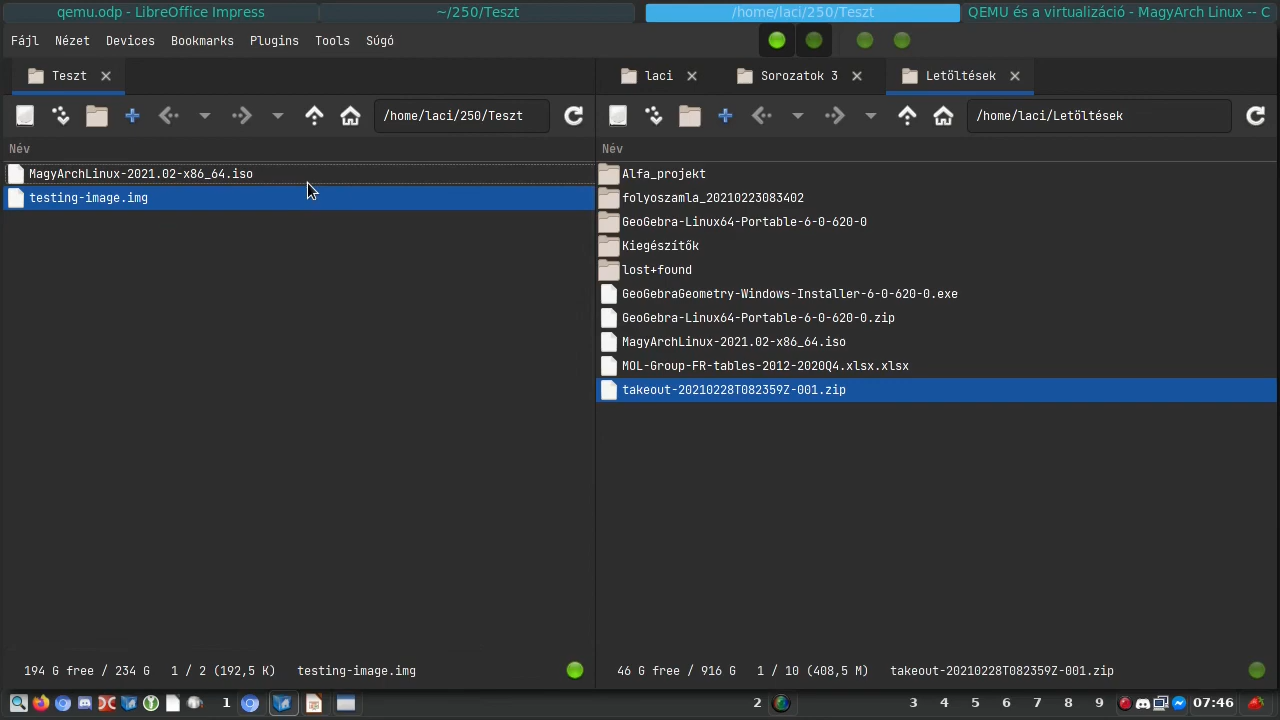 qemu.odp - LibreOffice Impress
~/250/Teszt
/home/laci/250/Teszt
QEMU és a virtualizáció - MagyArch Linux -- C
Fájl Devices Bookmarks Plugins Tools Súgó
Teszt
laci Sorozatok 3 Letöltések
/home/laci/250/Teszt
/home/laci/Letöltések
Név
Név
MagyArchLinux-2021.02-x86_64.iso
testing-image.img
Alfa_projekt
folyoszamla_20210223083402
GeoGebra-Linux64-Portable-6-0-620-0
Kiegészítők
lost+found
GeoGebraGeometry-Windows-Installer-6-0-620-0.exe
GeoGebra-Linux64-Portable-6-0-620-0.zip
MagyArchLinux-2021.02-x86_64.iso
MOL-Group-FR-tables-2012-2020Q4.xlsx.xlsx
takeout-20210228T082359Z-001.zip
194 G free / 234 G 1 / 2 (192,5 K) testing-image.img
46 G free / 916 G 1 / 10 (408,5 M) takeout-20210228T082359Z-001.zip
1 2 3 4 5 6 7 8 9 07:46